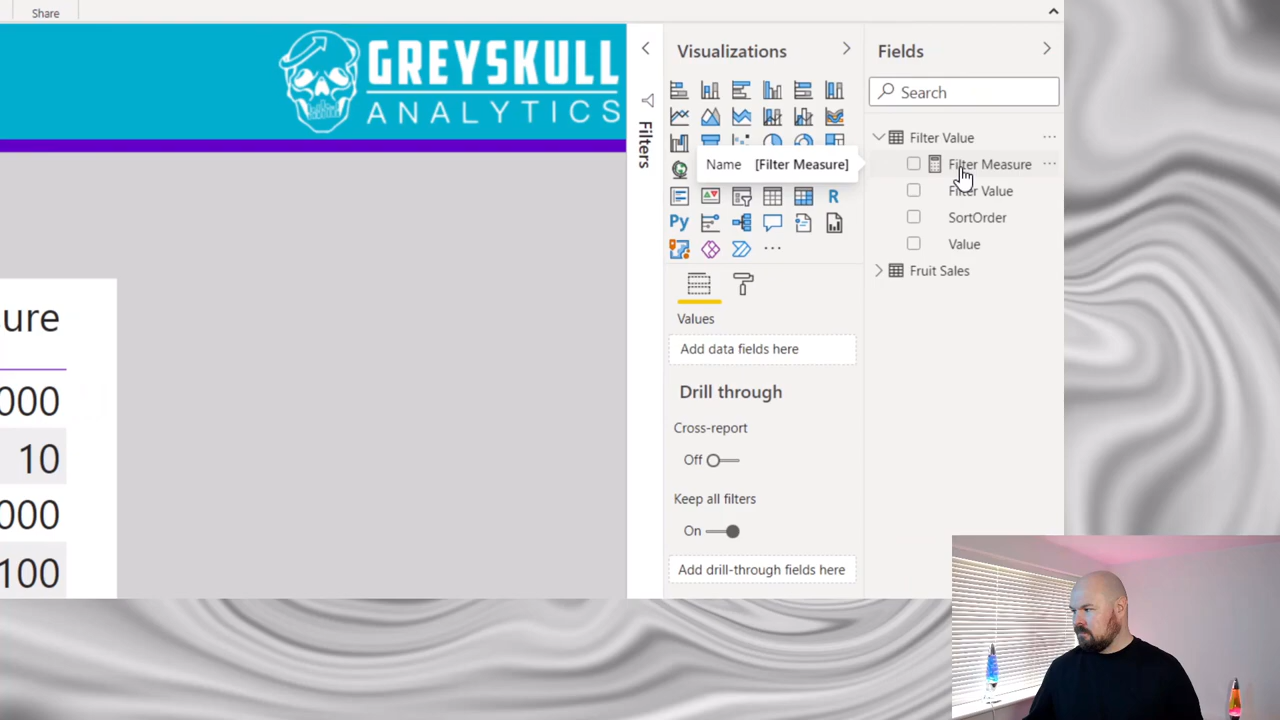 Share
GREYSKULL
ANALYTICS
Filters
Visualizations
Name [Filter Measure]
R
Py
...
Values
Add data fields here
Drill through
Cross-report
Off
Keep all filters
On
Add drill-through fields here
Fields
Search
Filter Value ...
Filter Measure ...
Filter Value
SortOrder
Value
Fruit Sales
ure
000
10
000
100